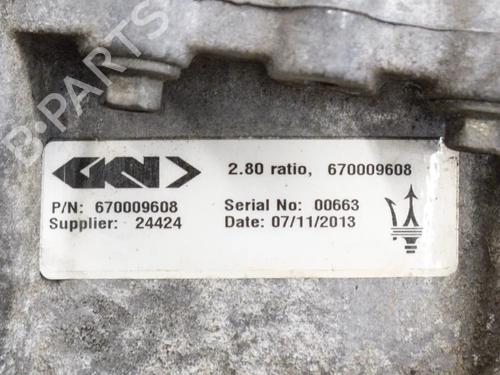 B-PARTS
GKN
2.80 ratio, 670009608
P/N: 670009608
Serial No: 00663
Supplier: 24424
Date: 07/11/2013